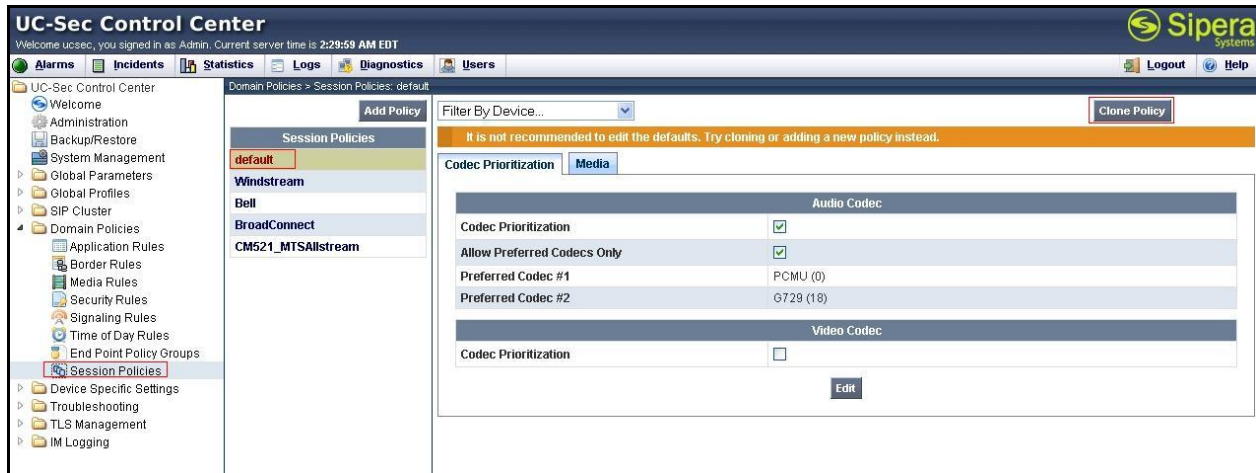 UC-Sec Control Center
Welcome ucsec, you signed in as Admin. Current server time is 2:29:59 AM EDT
Sipera
Systems
Alarms Incidents Statistics Logs Diagnostics Users Logout Help
UC-Sec Control Center
Welcome
Administration
Backup/Restore
System Management
Global Parameters
Global Profiles
SIP Cluster
Domain Policies
Application Rules
Border Rules
Media Rules
Security Rules
Signaling Rules
Time of Day Rules
End Point Policy Groups
Session Policies
Device Specific Settings
Troubleshooting
TLS Management
IM Logging
Domain Policies > Session Policies: default
Add Policy
Session Policies
default
Windstream
Bell
BroadConnect
CM521_MTSAllstream
Filter By Device...
Clone Policy
It is not recommended to edit the defaults. Try cloning or adding a new policy instead.
Codec Prioritization Media
Audio Codec
Codec Prioritization
Allow Preferred Codecs Only
Preferred Codec #1 PCMU (0)
Preferred Codec #2 G729 (18)
Video Codec
Codec Prioritization
Edit